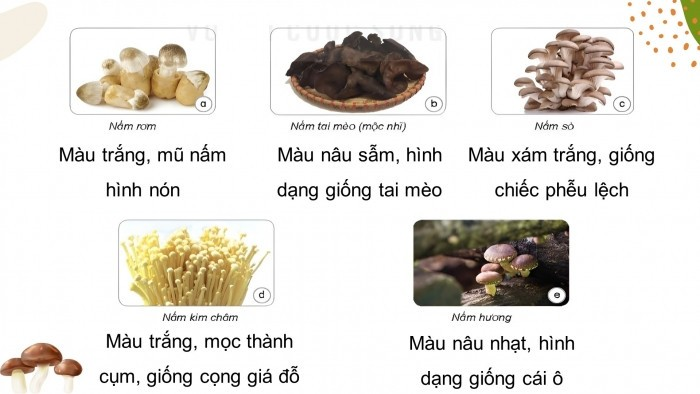 a
b
c
Nấm rơm
Nấm tai mèo (mộc nhĩ)
Nấm sò
Màu trắng, mũ nấm
hình nón
Màu nâu sẫm, hình
dạng giống tai mèo
Màu xám trắng, giống
chiếc phễu lệch
d
e
Nấm kim châm
Nấm hương
Màu trắng, mọc thành
cụm, giống cọng giá đỗ
Màu nâu nhạt, hình
dạng giống cái ô